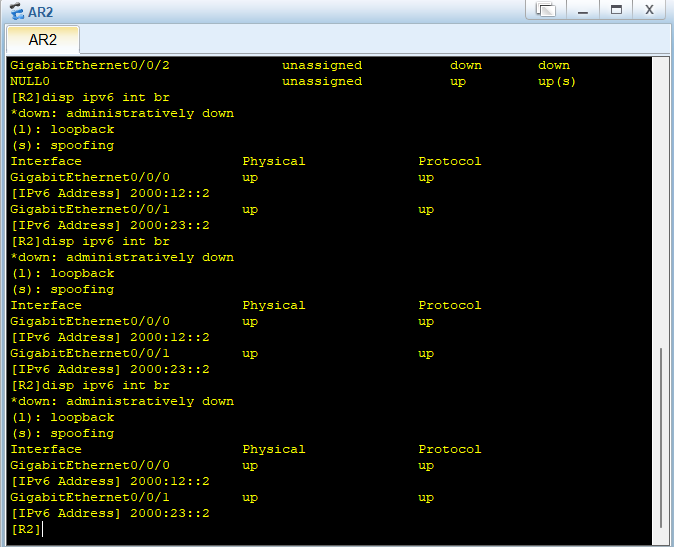 AR2
AR2
GigabitEthernet0/0/2 unassigned down down
NULL0 unassigned up up(s)
[R2]disp ipv6 int br
*down: administratively down
(l): loopback
(s): spoofing
Interface Physical Protocol
GigabitEthernet0/0/0 up up
[IPv6 Address] 2000:12::2
GigabitEthernet0/0/1 up up
[IPv6 Address] 2000:23::2
[R2]disp ipv6 int br
*down: administratively down
(l): loopback
(s): spoofing
Interface Physical Protocol
GigabitEthernet0/0/0 up up
[IPv6 Address] 2000:12::2
GigabitEthernet0/0/1 up up
[IPv6 Address] 2000:23::2
[R2]disp ipv6 int br
*down: administratively down
(l): loopback
(s): spoofing
Interface Physical Protocol
GigabitEthernet0/0/0 up up
[IPv6 Address] 2000:12::2
GigabitEthernet0/0/1 up up
[IPv6 Address] 2000:23::2
[R2]